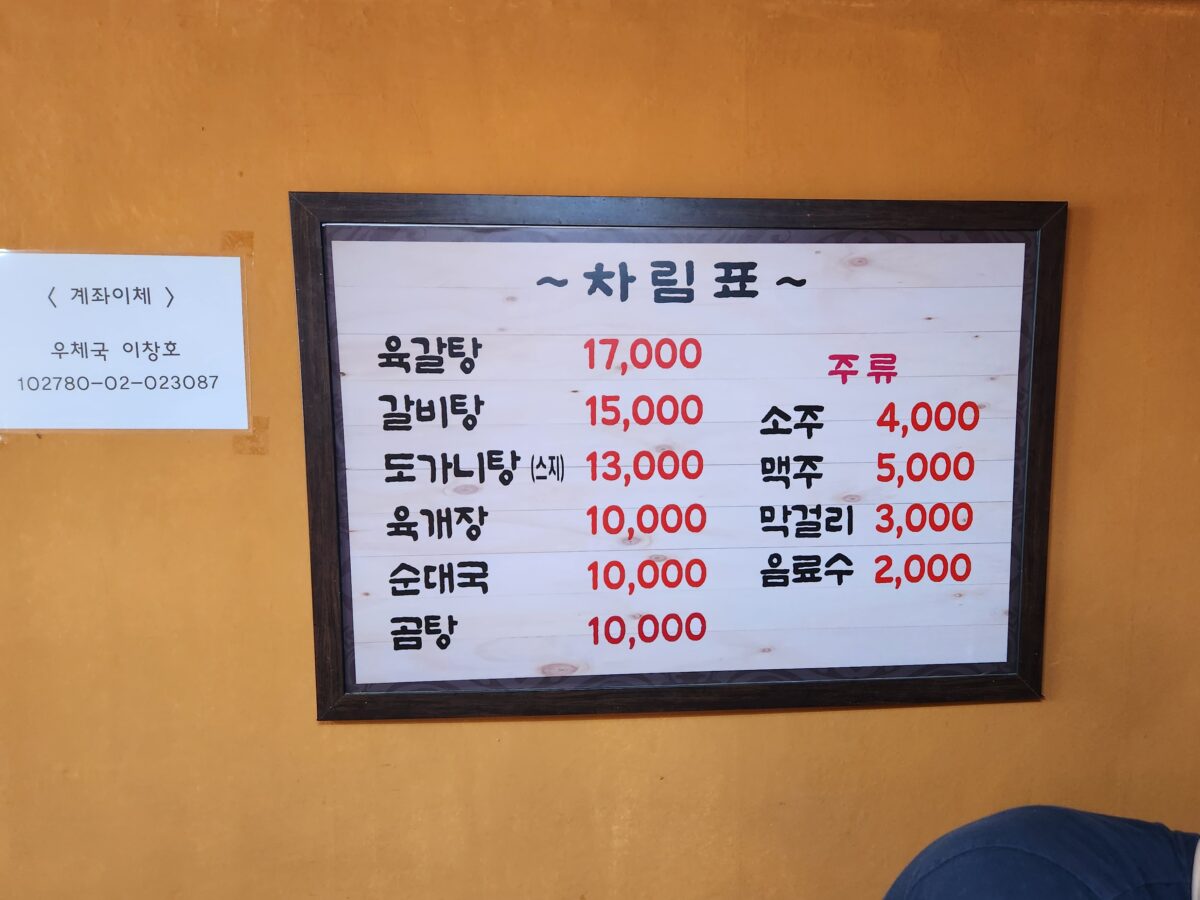 〈 계좌이체 〉
우체국 이창호
102780-02-023087
~ 차림표 ~
육갈탕 17,000
갈비탕 15,000
도가니탕 (스지) 13,000
육개장 10,000
순대국 10,000
곰탕 10,000
주류
소주 4,000
맥주 5,000
막걸리 3,000
음료수 2,000